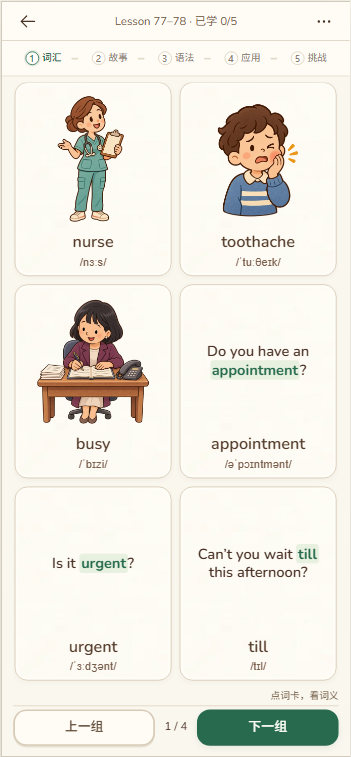 Lesson 77–78 · 已学 0/5
1 词汇 – 2 故事 – 3 语法 – 4 应用 – 5 挑战
nurse
/nɜːs/
toothache
/ˈtuːθeɪk/
busy
/ˈbɪzi/
Do you have an
appointment?
appointment
/əˈpɔɪntmənt/
Is it urgent?
urgent
/ˈɜːdʒənt/
Can’t you wait till
this afternoon?
till
/tɪl/
点词卡，看词义
上一组
1 / 4
下一组